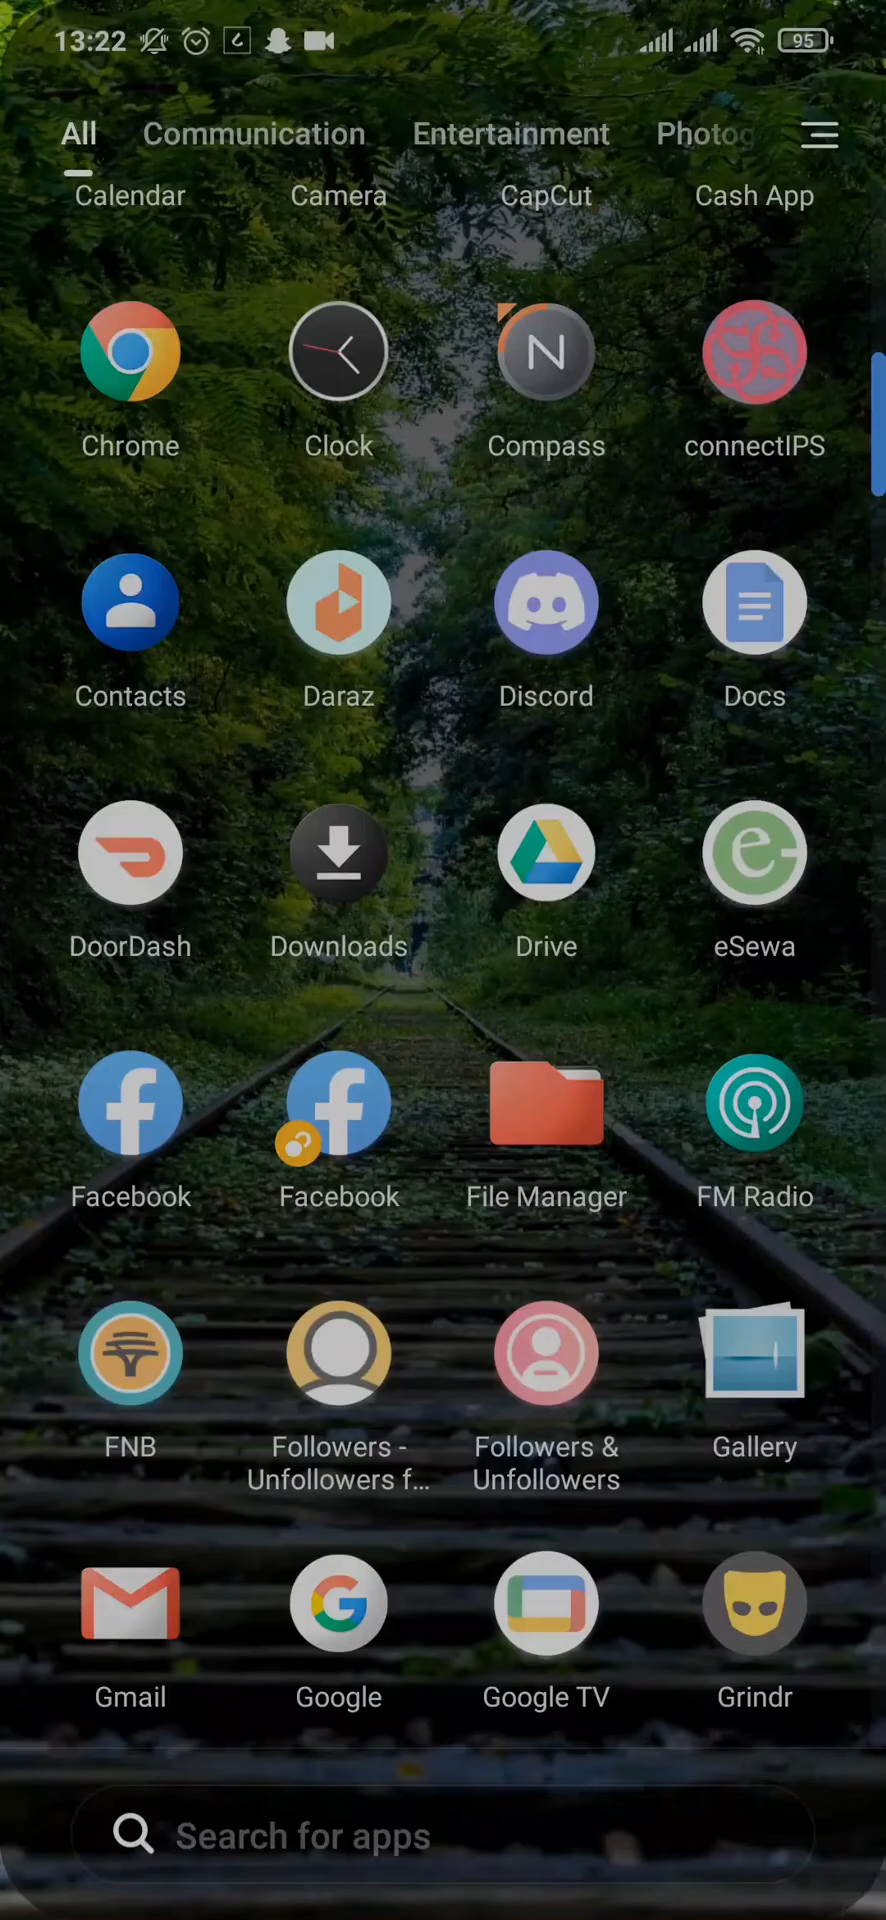 13:22 95
All Communication Entertainment Photog
Calendar Camera CapCut Cash App
N
Chrome Clock Compass connectIPS
Contacts Daraz Discord Docs
e
DoorDash Downloads Drive eSewa
f f
Facebook Facebook File Manager FM Radio
FNB Followers - Followers & Gallery
Unfollowers f... Unfollowers
G
Gmail Google Google TV Grindr
Search for apps